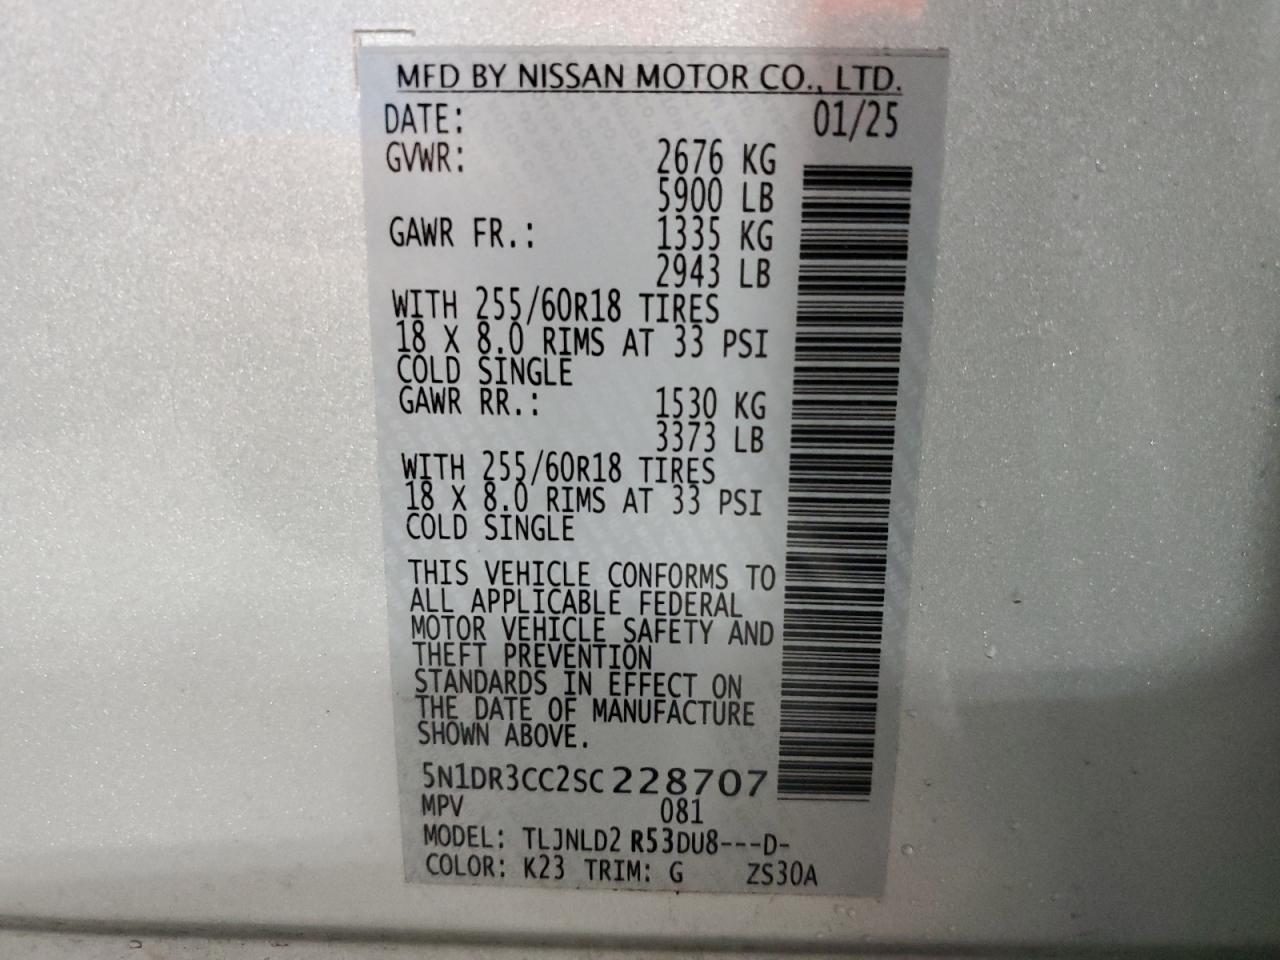 MFD BY NISSAN MOTOR CO., LTD.
DATE: 01/25
GVWR: 2676 KG
5900 LB
GAWR FR.: 1335 KG
2943 LB
WITH 255/60R18 TIRES
18 X 8.0 RIMS AT 33 PSI
COLD SINGLE
GAWR RR.: 1530 KG
3373 LB
WITH 255/60R18 TIRES
18 X 8.0 RIMS AT 33 PSI
COLD SINGLE
THIS VEHICLE CONFORMS TO
ALL APPLICABLE FEDERAL
MOTOR VEHICLE SAFETY AND
THEFT PREVENTION
STANDARDS IN EFFECT ON
THE DATE OF MANUFACTURE
SHOWN ABOVE.
5N1DR3CC2SC228707
MPV 081
MODEL: TLJNLD2 R53DU8---D-
COLOR: K23 TRIM: G ZS30A